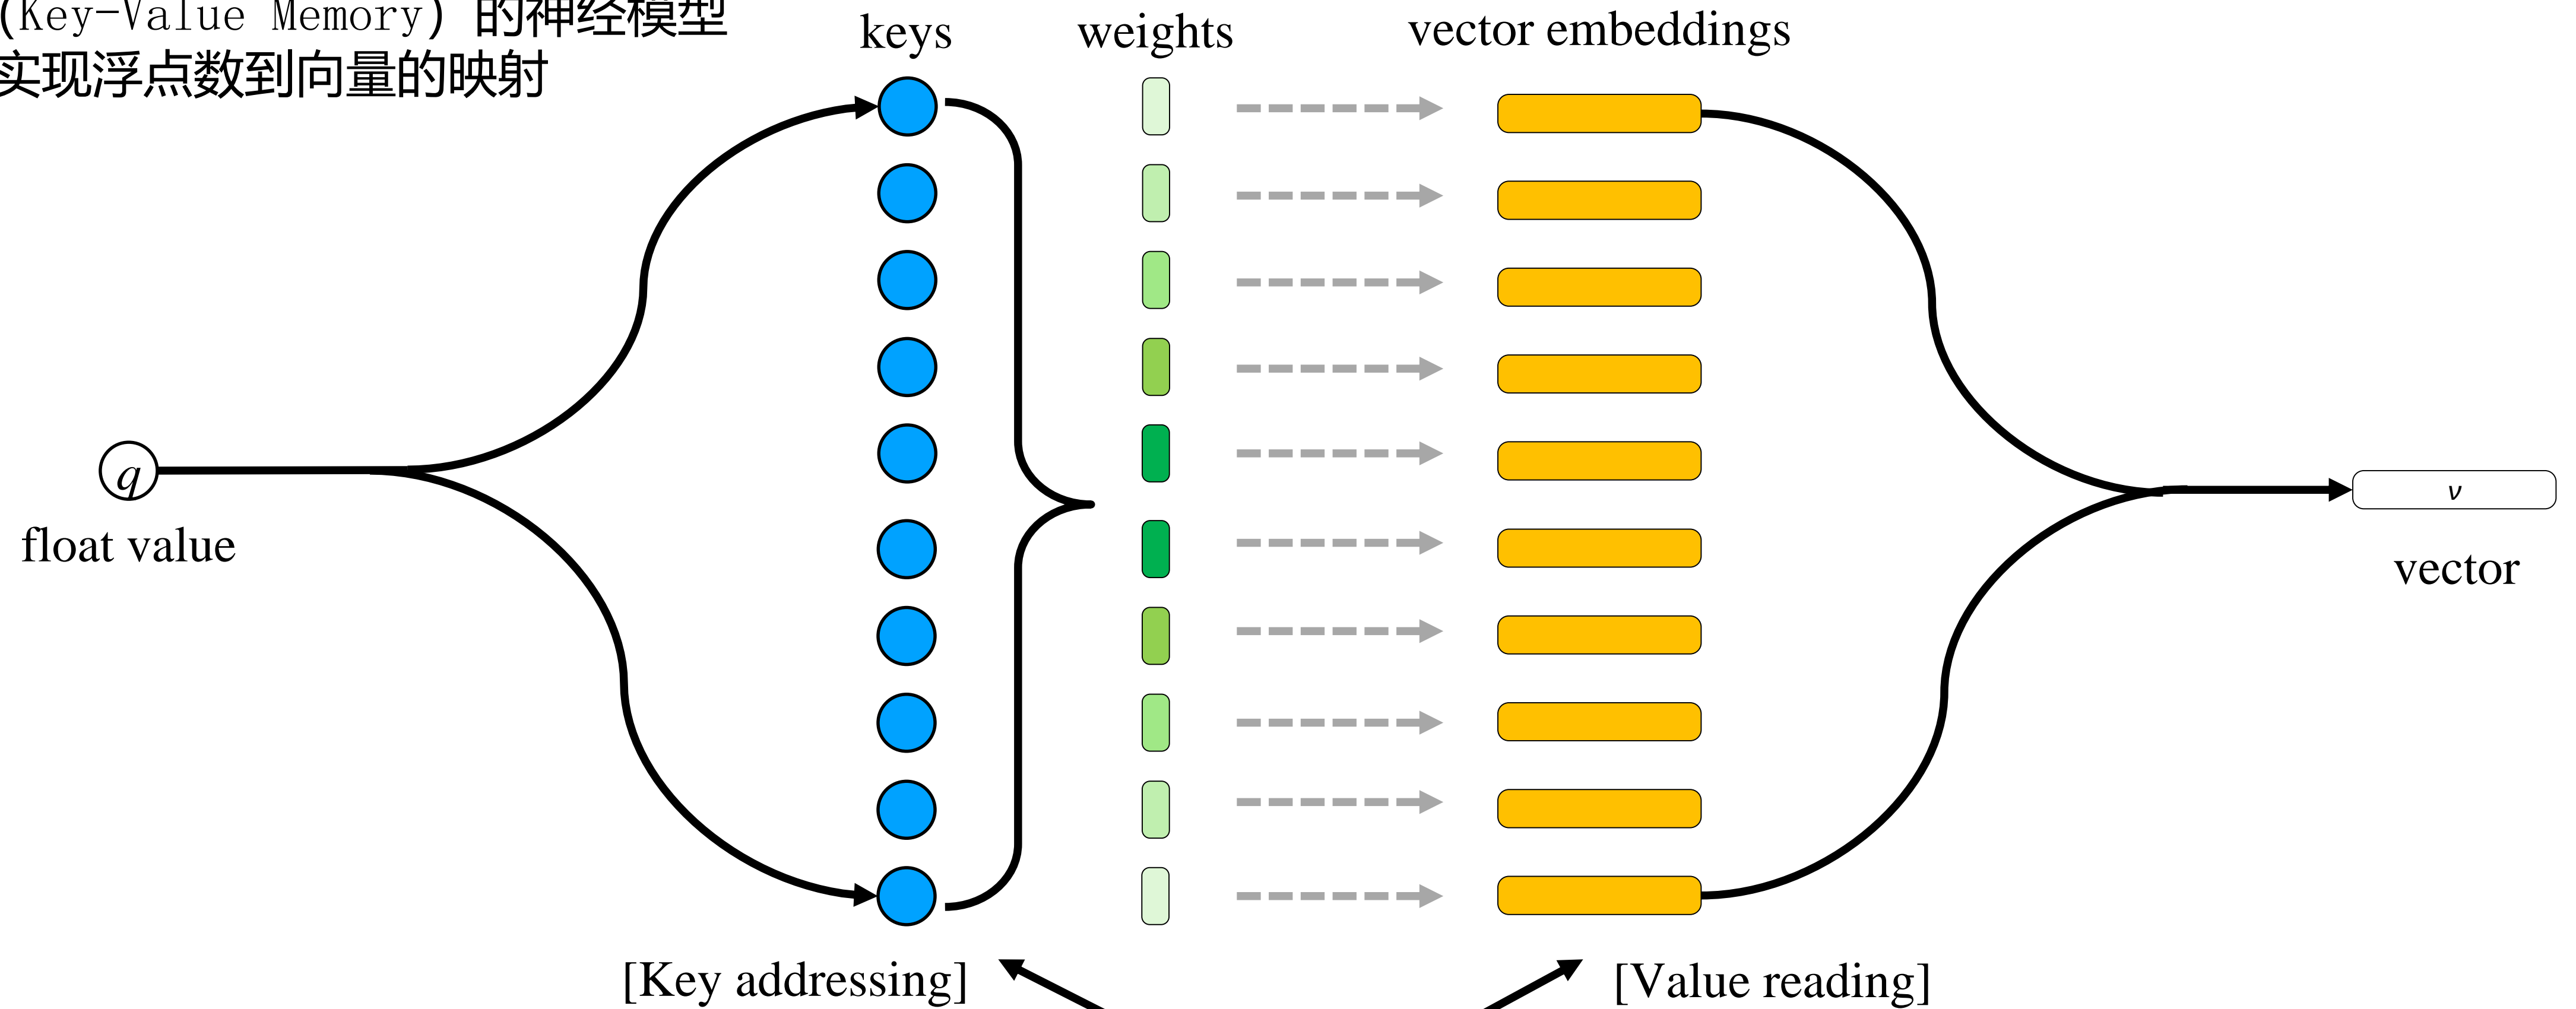 (Key-Value Memory) 的神经模型
实现浮点数到向量的映射
keys
weights
vector embeddings
q
float value
v
vector
[Key addressing]
[Value reading]